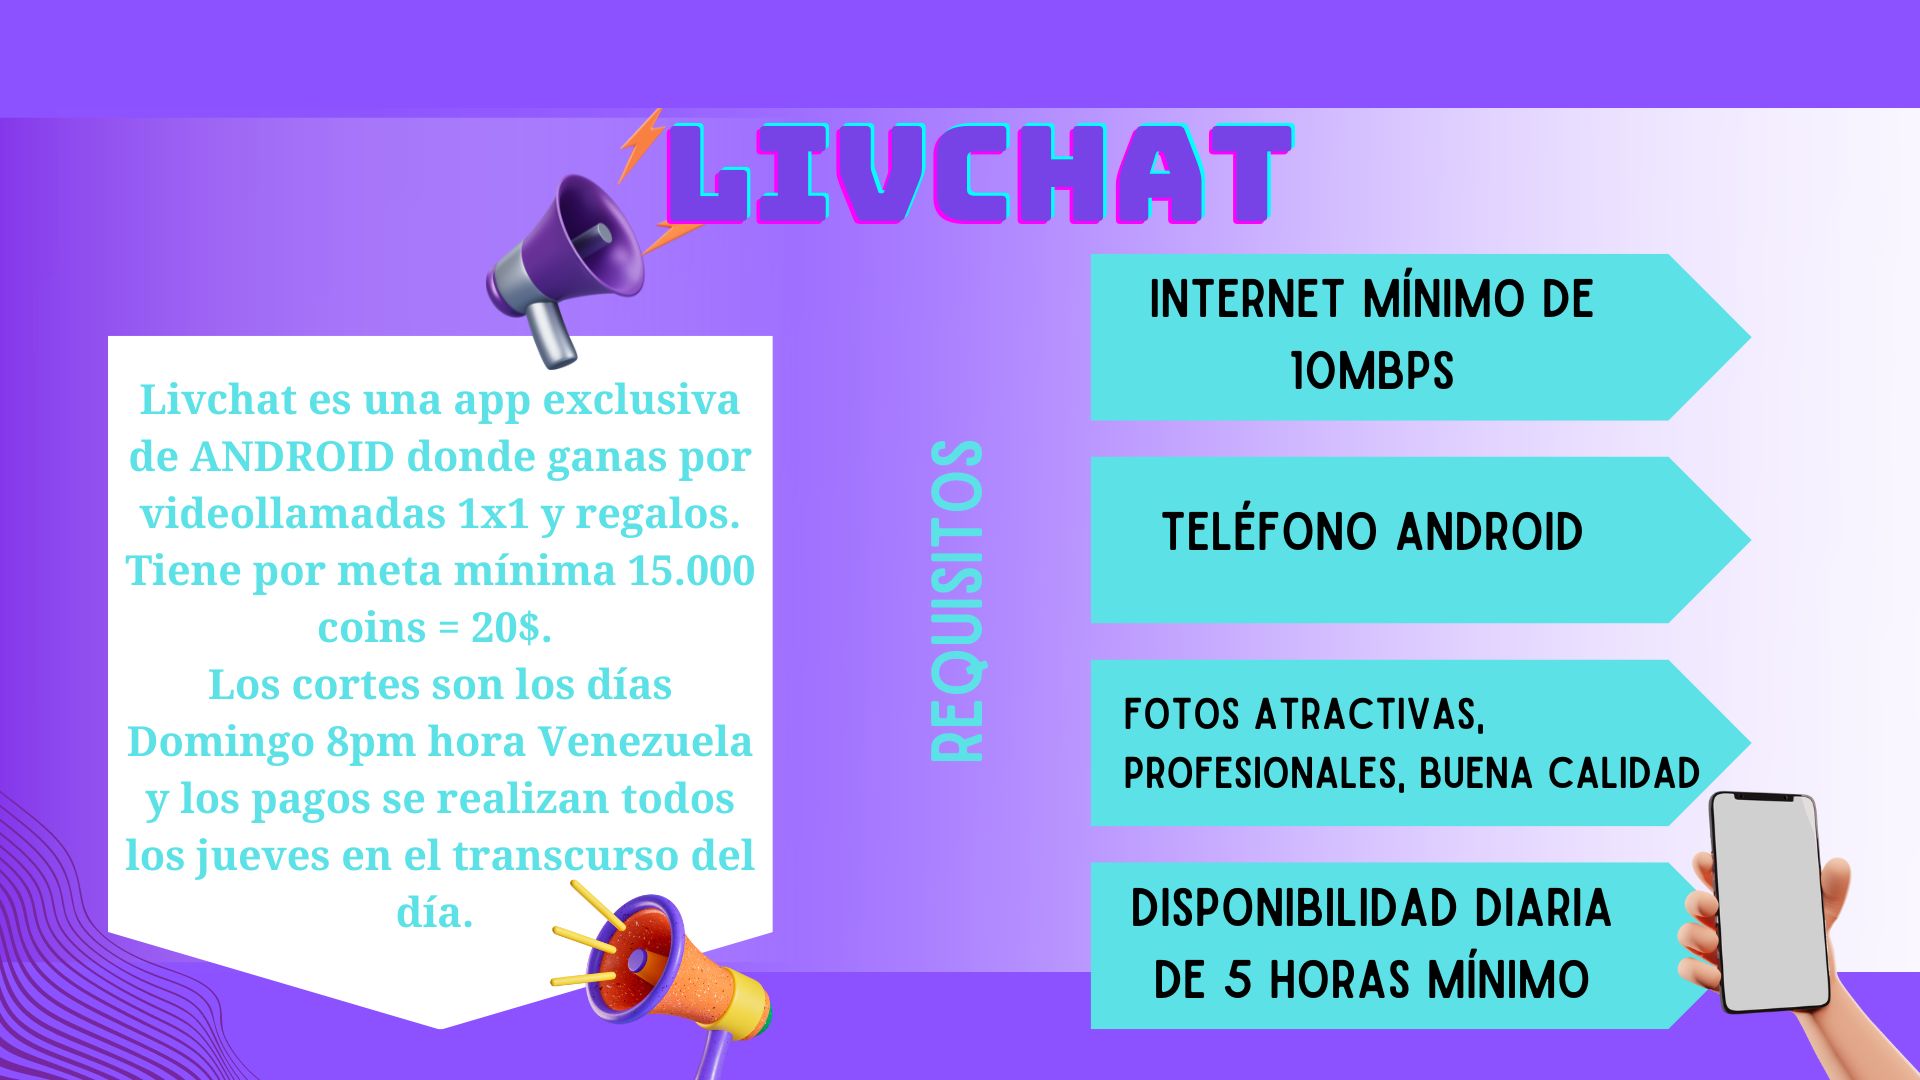 LIVCHAT
Livchat es una app exclusiva
de ANDROID donde ganas por
videollamadas 1x1 y regalos.
Tiene por meta mínima 15.000
coins = 20$.
Los cortes son los días
Domingo 8pm hora Venezuela
y los pagos se realizan todos
los jueves en el transcurso del
día.
REQUISITOS
INTERNET MÍNIMO DE
10MBPS
TELÉFONO ANDROID
FOTOS ATRACTIVAS,
PROFESIONALES, BUENA CALIDAD
DISPONIBILIDAD DIARIA
DE 5 HORAS MÍNIMO